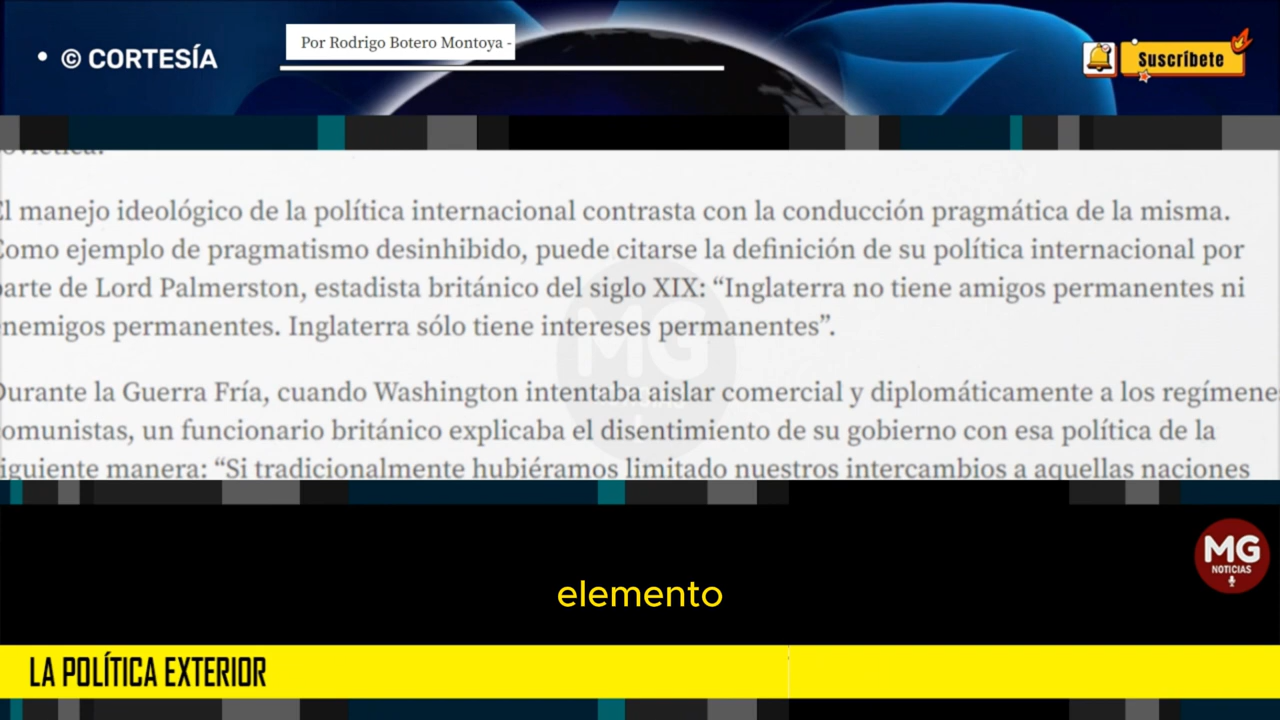 • © CORTESÍA
Por Rodrigo Botero Montoya -
Suscríbete
El manejo ideológico de la política internacional contrasta con la conducción pragmática de la misma.
Como ejemplo de pragmatismo desinhibido, puede citarse la definición de su política internacional por
parte de Lord Palmerston, estadista británico del siglo XIX: “Inglaterra no tiene amigos permanentes ni
enemigos permanentes. Inglaterra sólo tiene intereses permanentes”.
Durante la Guerra Fría, cuando Washington intentaba aislar comercial y diplomáticamente a los regímenes
comunistas, un funcionario británico explicaba el disentimiento de su gobierno con esa política de la
siguiente manera: “Si tradicionalmente hubiéramos limitado nuestros intercambios a aquellas naciones
MG
MG
NOTICIAS
elemento
LA POLÍTICA EXTERIOR